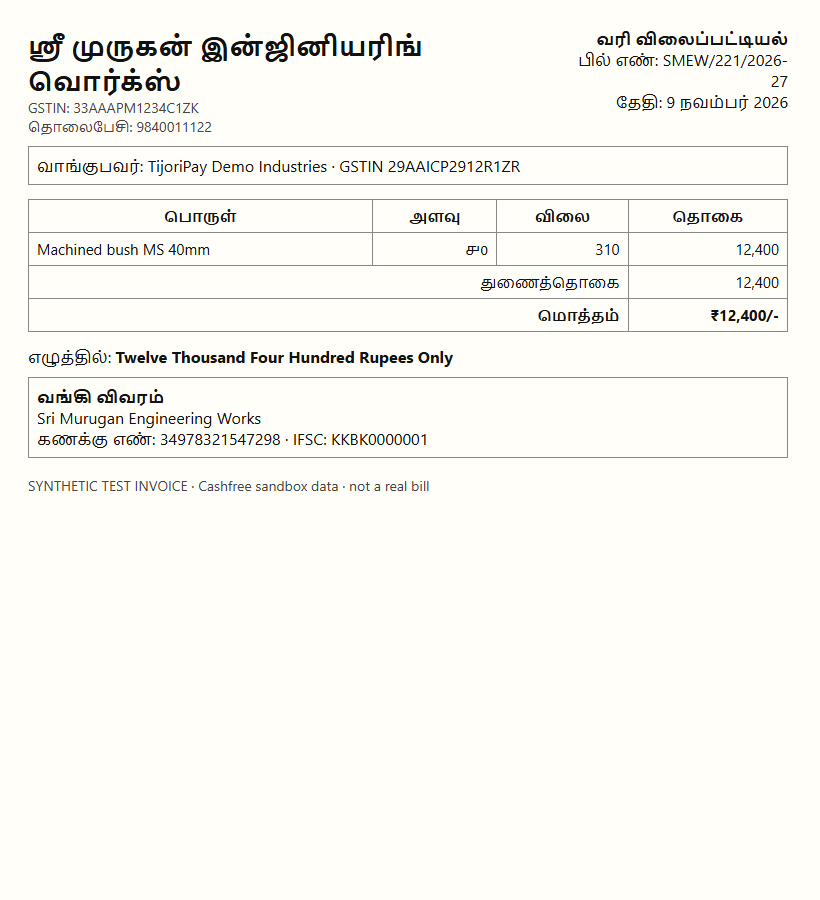 ஸ்ரீ முருகன் இன்ஜினியரிங்
வொர்க்ஸ்
GSTIN: 33AAAPM1234C1ZK
தொலைபேசி: 9840011122
வரி விலைப்பட்டியல்
பில் எண்: SMEW/221/2026-
27
தேதி: 9 நவம்பர் 2026
வாங்குபவர்: TijoriPay Demo Industries · GSTIN 29AAICP2912R1ZR
பொருள் அளவு விலை தொகை
Machined bush MS 40mm ௪௦ 310 12,400
துணைத்தொகை 12,400
மொத்தம் ₹12,400/-
எழுத்தில்: Twelve Thousand Four Hundred Rupees Only
வங்கி விவரம்
Sri Murugan Engineering Works
கணக்கு எண்: 34978321547298 · IFSC: KKBK0000001
SYNTHETIC TEST INVOICE · Cashfree sandbox data · not a real bill